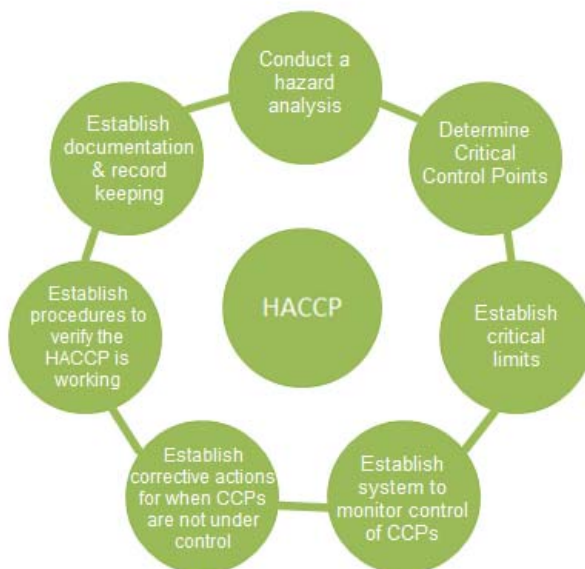 Conduct a
hazard
analysis
Determine
Critical
Control Points
Establish
critical
limits
Establish
system to
monitor control
of CCPs
Establish
corrective actions
for when CCPs
are not under
control
Establish
procedures to
verify the
HACCP is
working
Establish
documentation
& record
keeping
HACCP